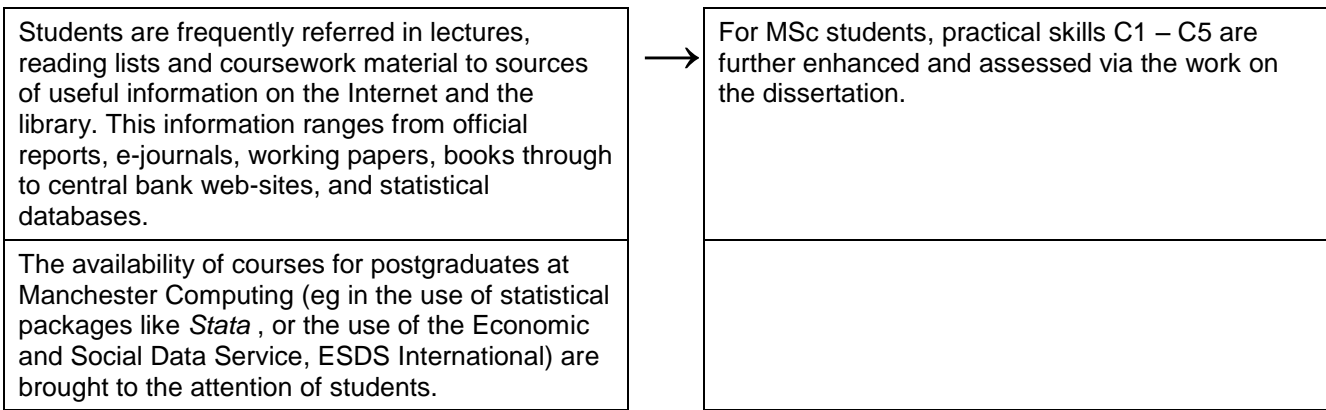 Students are frequently referred in lectures,
reading lists and coursework material to sources
of useful information on the Internet and the
library. This information ranges from official
reports, e-journals, working papers, books through
to central bank web-sites, and statistical
databases.
→
For MSc students, practical skills C1 – C5 are
further enhanced and assessed via the work on
the dissertation.
The availability of courses for postgraduates at
Manchester Computing (eg in the use of statistical
packages like Stata , or the use of the Economic
and Social Data Service, ESDS International) are
brought to the attention of students.